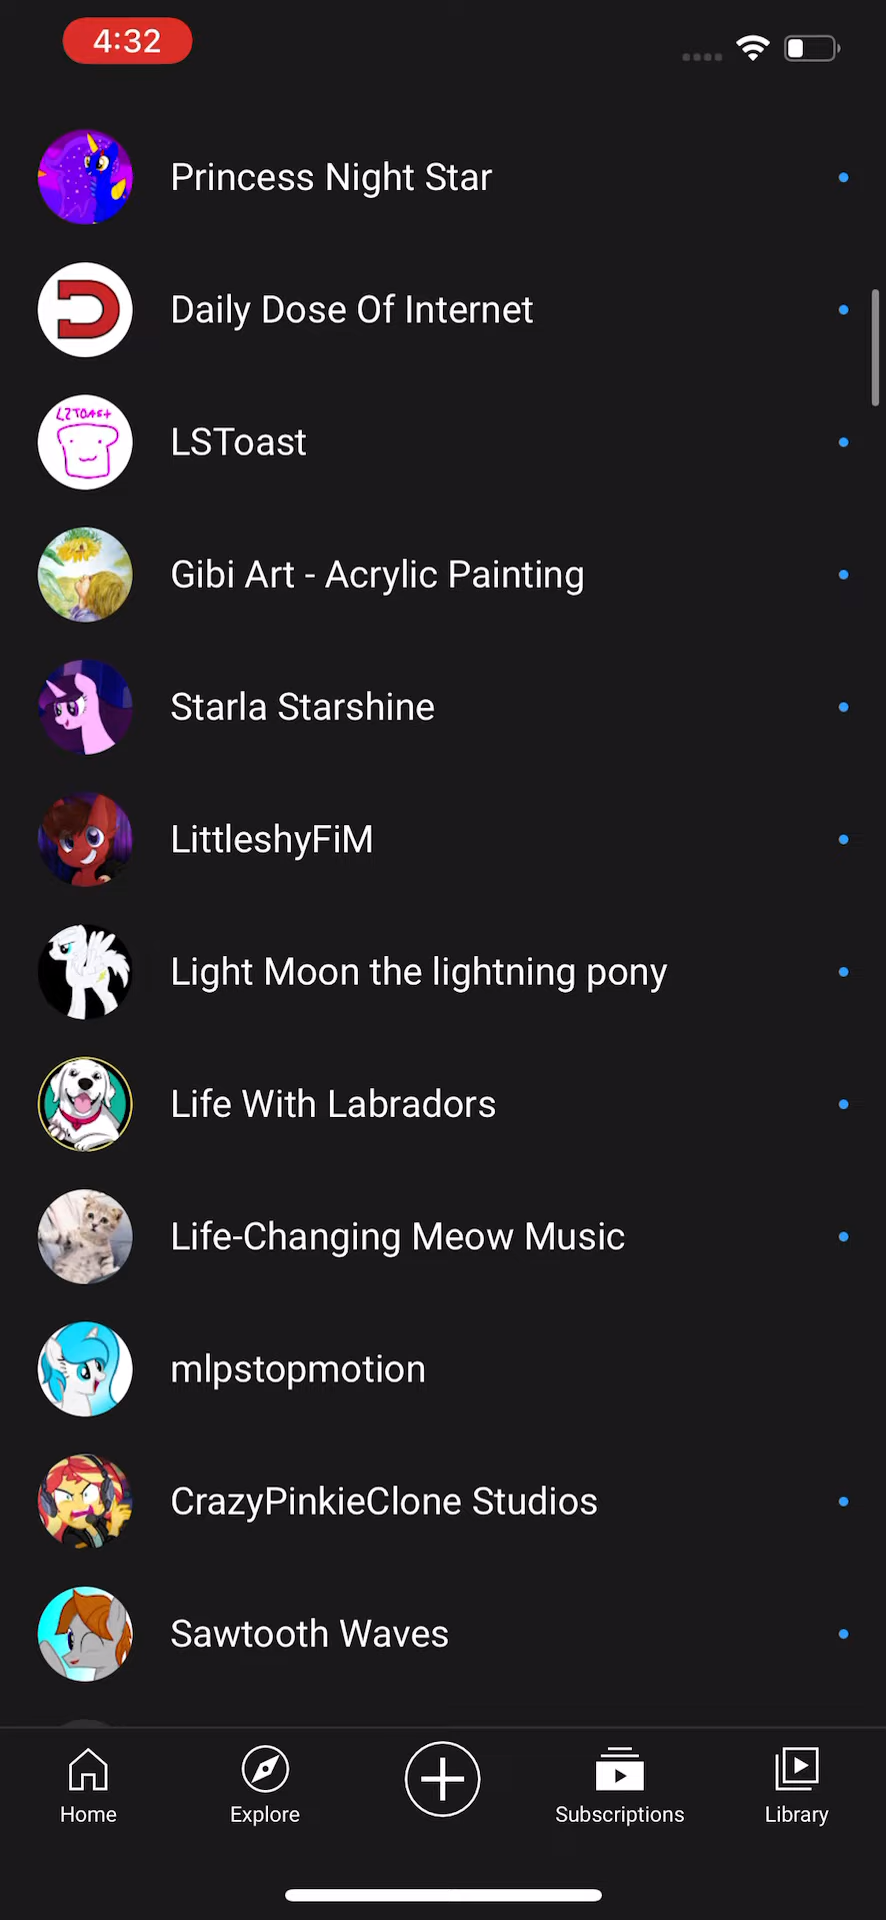 4:32
Princess Night Star
Daily Dose Of Internet
LSToast
LSTOAST
Gibi Art - Acrylic Painting
Starla Starshine
LittleshyFiM
Light Moon the lightning pony
Life With Labradors
Life-Changing Meow Music
mlpstopmotion
CrazyPinkieClone Studios
Sawtooth Waves
Home
Explore
Subscriptions
Library